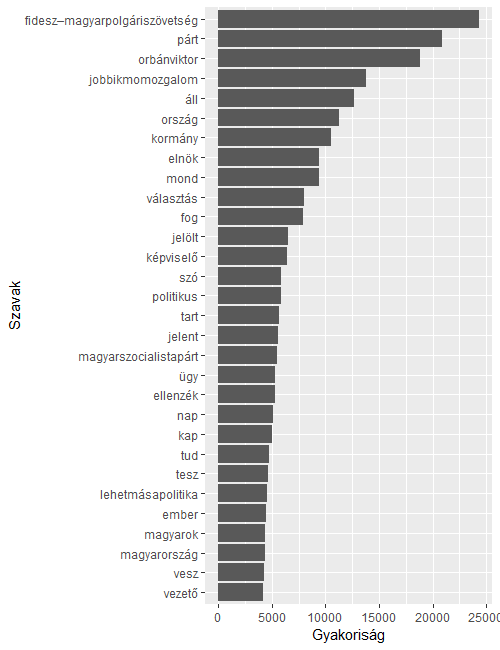 fidesz–magyarpolgáriszövetség
párt
orbánviktor
jobbikmomozgalom
áll
ország
kormány
elnök
mond
választás
fog
jelölt
képviselő
szó
politikus
tart
jelent
magyarszocialistapárt
ügy
ellenzék
nap
kap
tud
tesz
lehetmásapolitika
ember
magyarok
magyarország
vesz
vezető
Szavak
0 5000 10000 15000 20000 25000
Gyakoriság